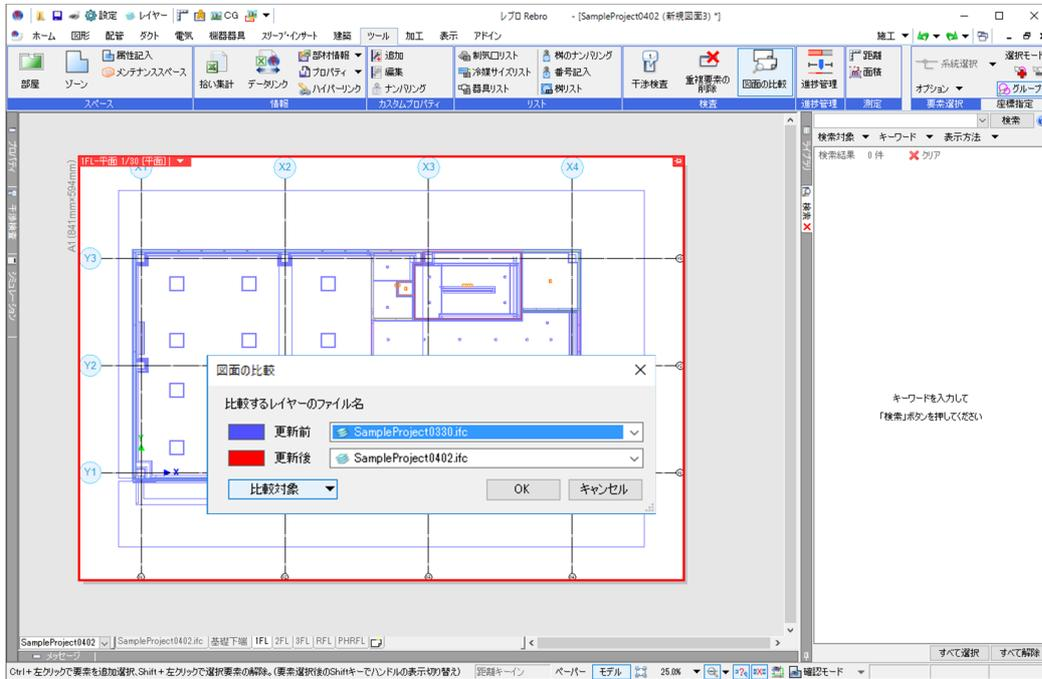 設定 レイヤー CG レブロ Rebro - [SampleProject0402 (新規図面3) *]
ホーム 図形 配管 ダクト 電気 機器器具 スリーブ・インサート 建築 ツール 加工 表示 アドイン 施工
部屋 ゾーン 属性記入 メンテナンススペース
スペース
拾い集計 データリンク 部材情報 プロパティ ハイパーリンク
情報
追加 編集 ナンバリング
カスタムプロパティ
制気口リスト 冷媒サイズリスト 器具リスト 桝のナンバリング 番号記入 桝リスト
リスト
干渉検査 重複要素の削除 図面の比較
検査
進捗管理
進捗管理
距離 面積
測定
系統選択 オプション
要素選択
選択モード グループ
座標指定
検索
検索対象 キーワード 表示方法
検索結果 0 件 クリア
プロパティ
干渉検査
シミュレーション
ライブラリ
検索
A1 (841mm×594mm)
1FL-平面 1/80 [平面]
X1 X2 X3 X4
Y3
Y2
Y1
Y
X
図面の比較
比較するレイヤーのファイル名
更新前 SampleProject0330.ifc
更新後 SampleProject0402.ifc
比較対象 OK キャンセル
キーワードを入力して
「検索」ボタンを押してください
SampleProject0402 SampleProject0402.ifc 基礎下端 1FL 2FL 3FL RFL PHRFL
メッセージ
すべて選択 すべて解除
Ctrl+左クリックで要素を追加選択、Shift+左クリックで選択要素の解除。(要素選択後のShiftキーでハンドルの表示切り替え) 距離キーイン ペーパー モデル 25.0% 確認モード